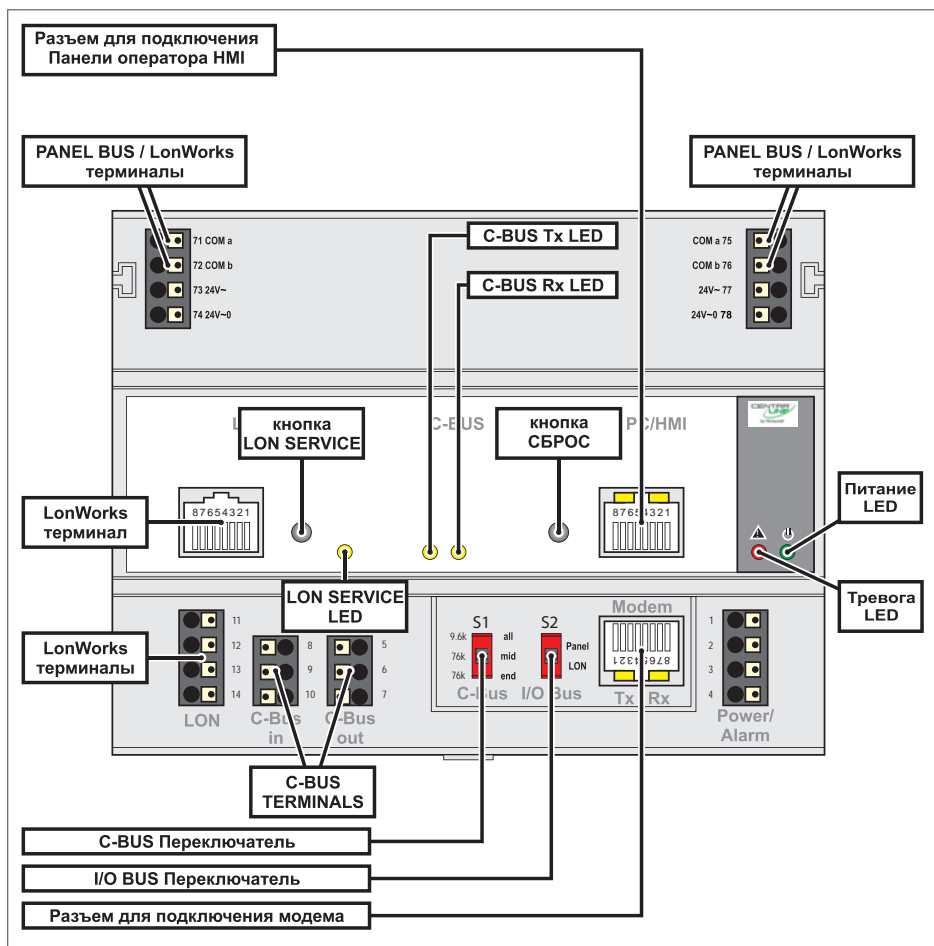 Разъем для подключения
Панели оператора HMI
PANEL BUS / LonWorks
терминалы
PANEL BUS / LonWorks
терминалы
C-BUS Tx LED
C-BUS Rx LED
71 COM a
72 COM b
73 24V~
74 24V~0
COM a 75
COM b 76
24V~ 77
24V~0 78
кнопка
LON SERVICE
C-BUS
кнопка
СБРОС
PC/HMI
CENTRA
LINE
LonWorks
терминал
87654321
87654321
Питание
LED
LON SERVICE
LED
Тревога
LED
LonWorks
терминалы
11
12
13
14
LON
8
9
10
C-Bus
in
5
6
7
C-Bus
out
S1
9.6k all
76k mid
76k end
C-Bus
S2
Panel
LON
I/O Bus
Modem
87654321
Tx Rx
1
2
3
4
Power/
Alarm
C-BUS
TERMINALS
C-BUS Переключатель
I/O BUS Переключатель
Разъем для подключения модема